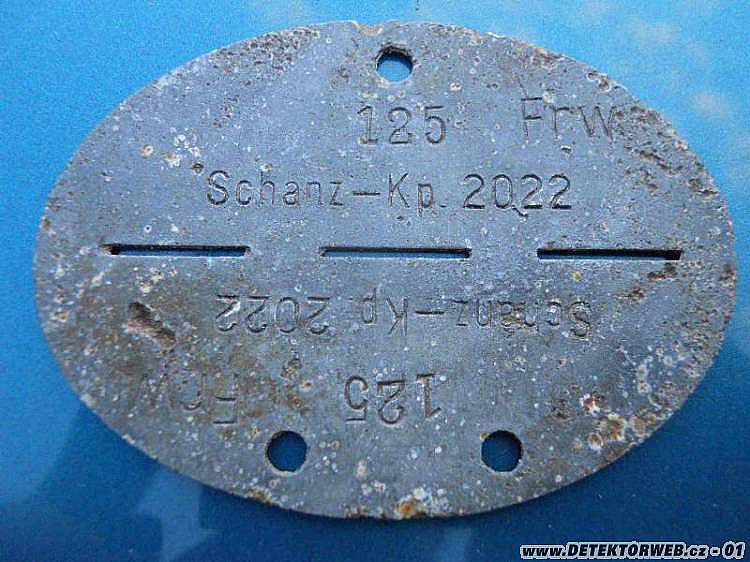 125 Frw
Schanz-Kp. 2022
Schanz-Kp. 2022
125 Frw
www.DETEKTORWEB.cz - 01